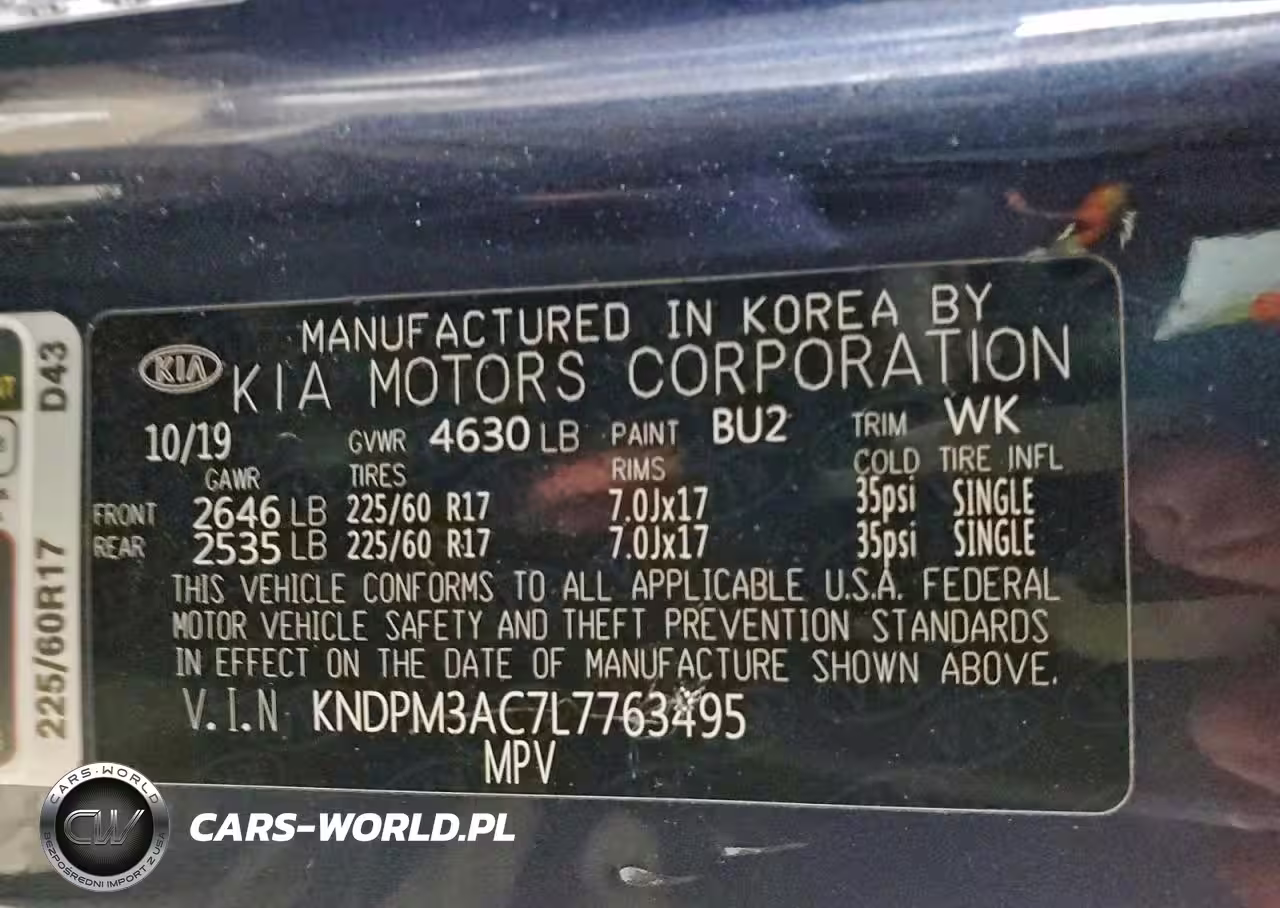 MANUFACTURED IN KOREA BY
KIA KIA MOTORS CORPORATION
10/19 GVWR 4630 LB PAINT BU2 TRIM WK
GAWR TIRES RIMS COLD TIRE INFL
FRONT 2646 LB 225/60 R17 7.0Jx17 35psi SINGLE
REAR 2535 LB 225/60 R17 7.0Jx17 35psi SINGLE
THIS VEHICLE CONFORMS TO ALL APPLICABLE U.S.A. FEDERAL
MOTOR VEHICLE SAFETY AND THEFT PREVENTION STANDARDS
IN EFFECT ON THE DATE OF MANUFACTURE SHOWN ABOVE.
V.I.N KNDPM3AC7L7763495
MPV
225/60R17 D43
CARS-WORLD
CW
BEZPOŚREDNI IMPORT Z USA
CARS-WORLD.PL